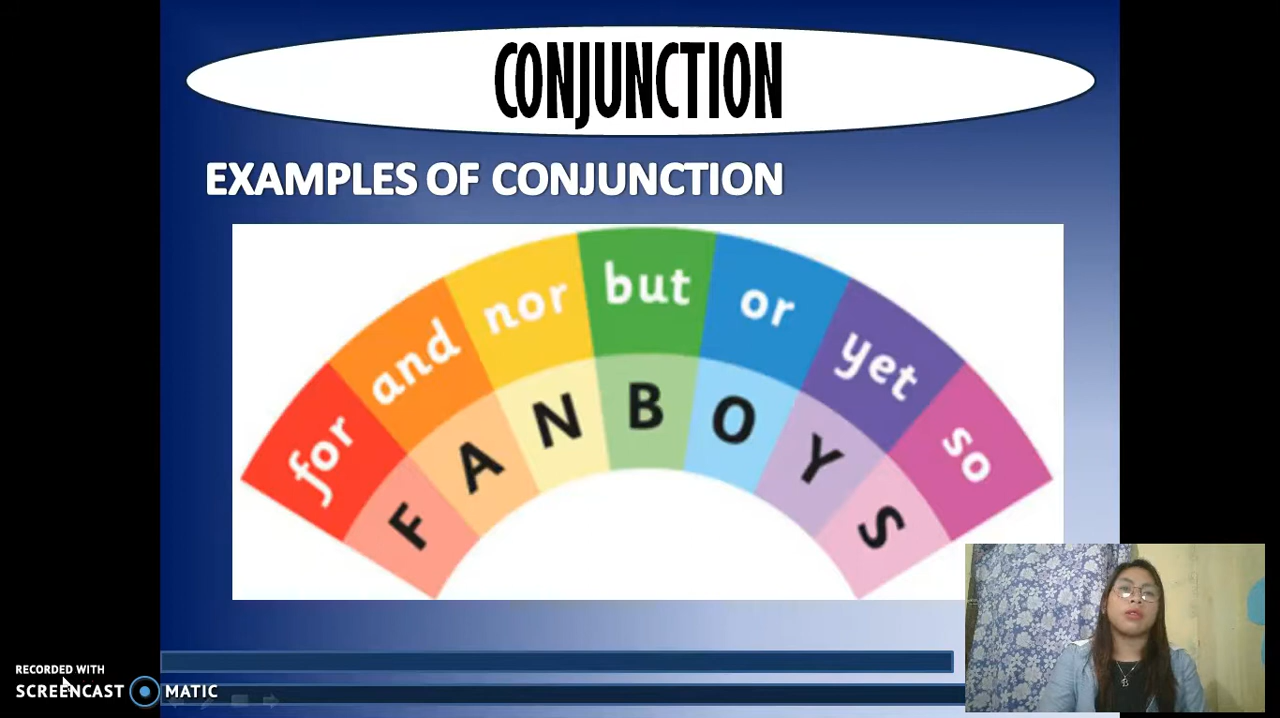 CONJUNCTION
EXAMPLES OF CONJUNCTION
for and nor but or yet so
F A N B O Y S
RECORDED WITH
SCREENCAST MATIC